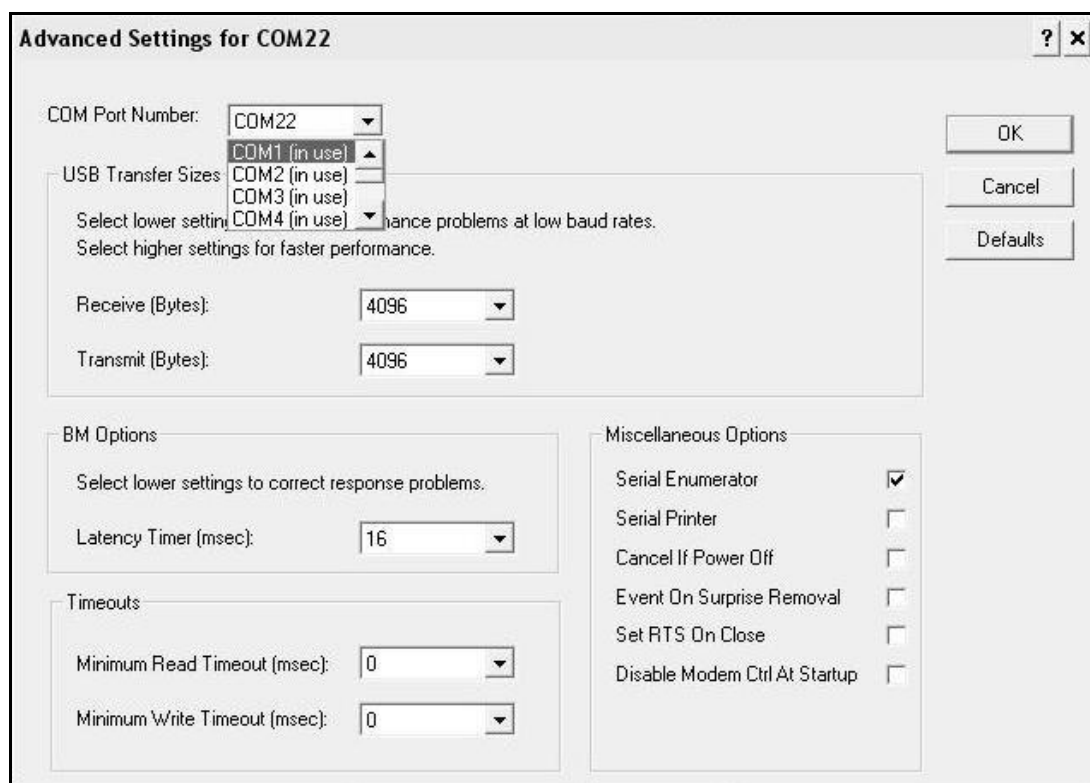 Advanced Settings for COM22
? ×
COM Port Number:
COM22
COM1 (in use)
COM2 (in use)
COM3 (in use)
COM4 (in use)
OK
Cancel
Defaults
USB Transfer Sizes
Select lower mance problems at low baud rates.
Select higher settings for faster performance.
Receive (Bytes): 4096
Transmit (Bytes): 4096
BM Options
Select lower settings to correct response problems.
Latency Timer (msec): 16
Timeouts
Minimum Read Timeout (msec): 0
Minimum Write Timeout (msec): 0
Miscellaneous Options
Serial Enumerator
Serial Printer
Cancel If Power Off
Event On Surprise Removal
Set RTS On Close
Disable Modem Ctrl At Startup